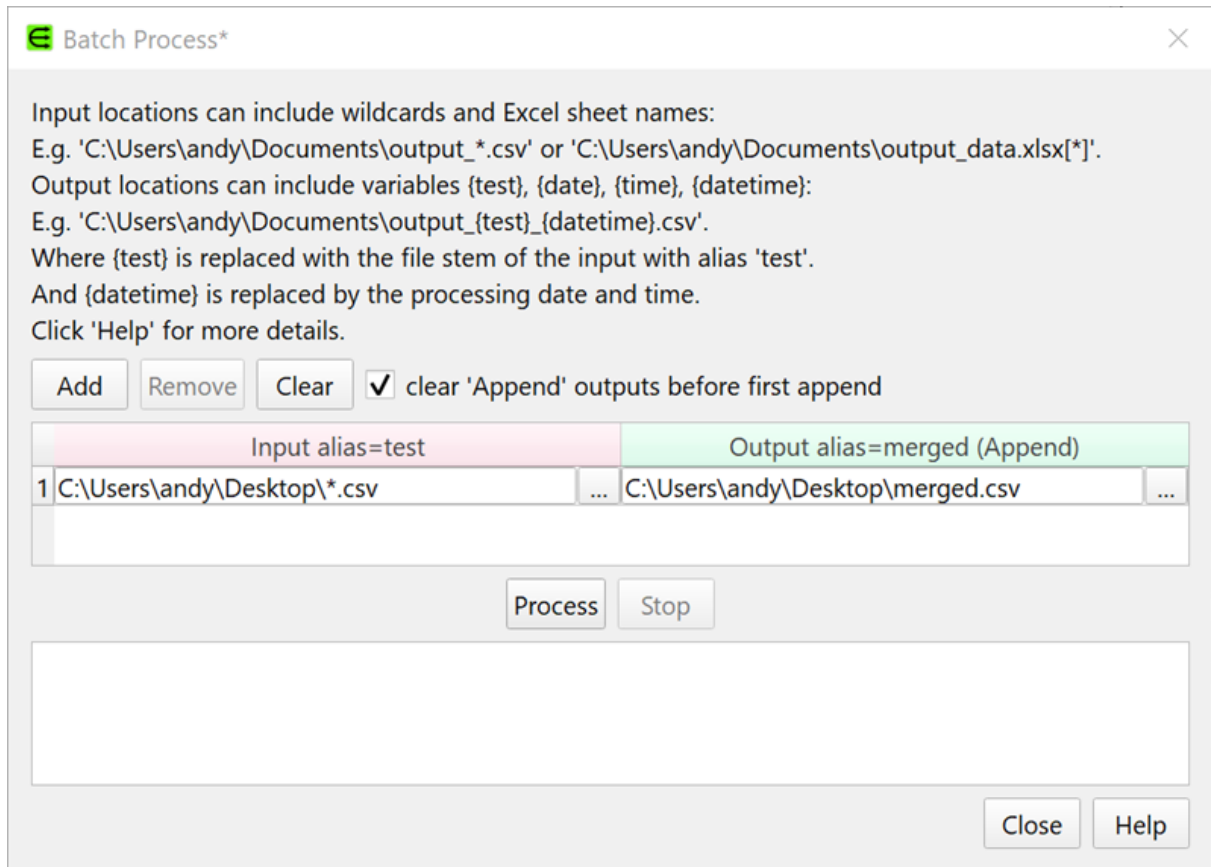 Batch Process*
Input locations can include wildcards and Excel sheet names:
E.g. 'C:\Users\andy\Documents\output_*.csv' or 'C:\Users\andy\Documents\output_data.xlsx[*]'.
Output locations can include variables {test}, {date}, {time}, {datetime}:
E.g. 'C:\Users\andy\Documents\output_{test}_{datetime}.csv'.
Where {test} is replaced with the file stem of the input with alias 'test'.
And {datetime} is replaced by the processing date and time.
Click 'Help' for more details.
Add Remove Clear clear 'Append' outputs before first append
Input alias=test Output alias=merged (Append)
1 C:\Users\andy\Desktop\*.csv ... C:\Users\andy\Desktop\merged.csv ...
Process Stop
Close Help